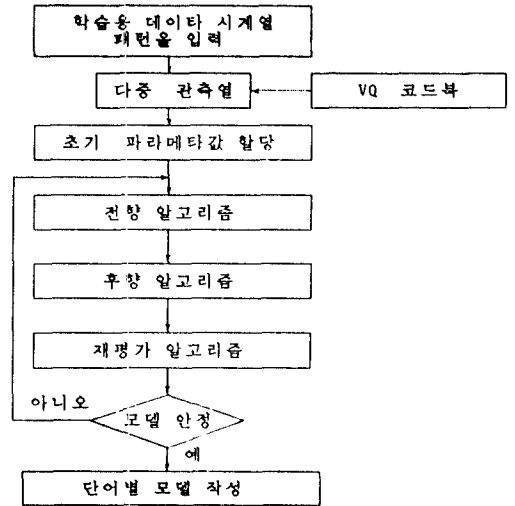 학습용 데이타 시계열
패턴을 입력
다중 관측열
VQ 코드북
초기 파라메타값 할당
전향 알고리즘
후향 알고리즘
재평가 알고리즘
아니오
모델 안정
예
단어별 모델 작성